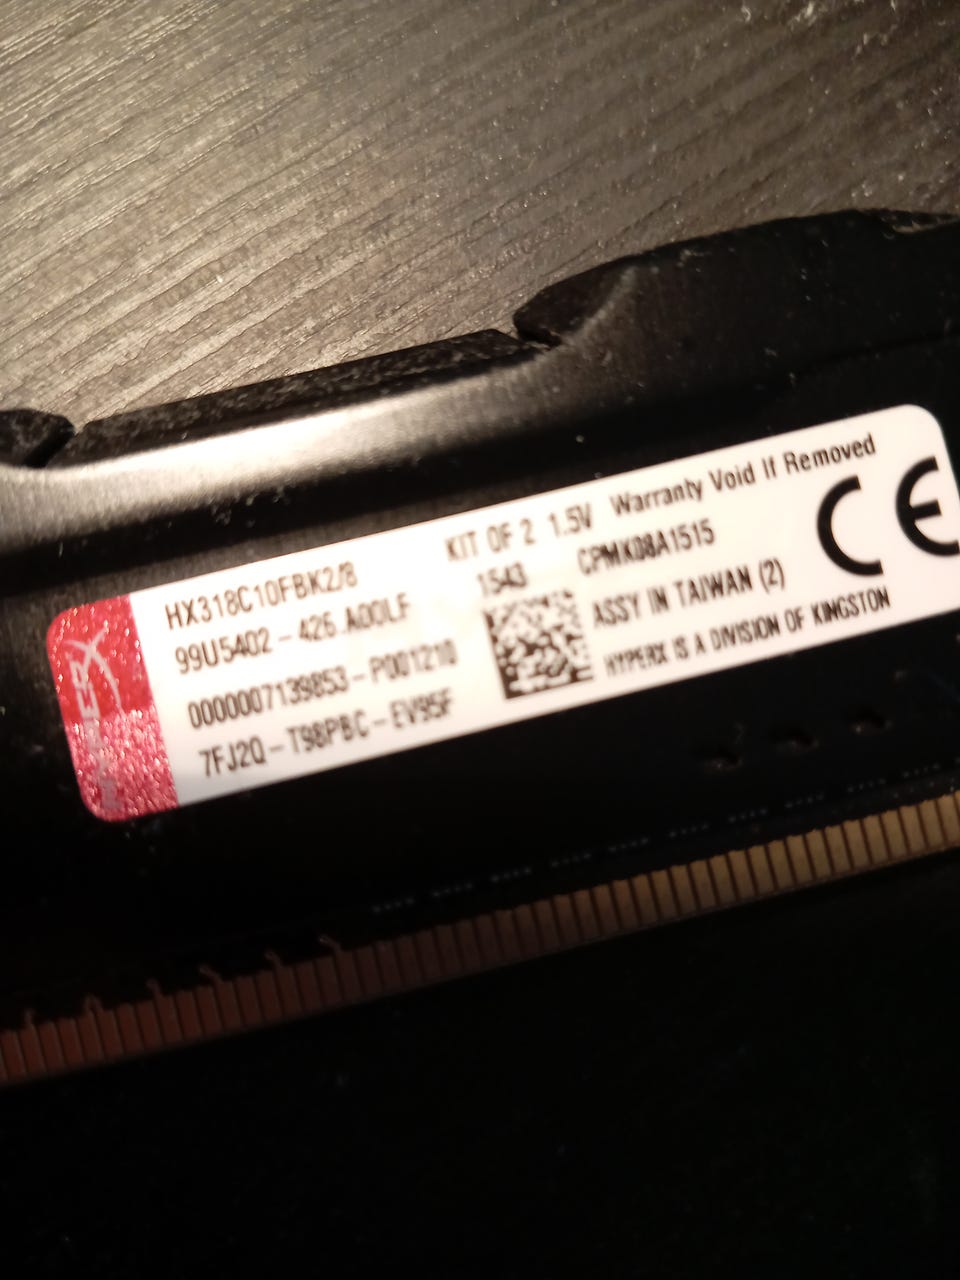 HX318C10FBK2/8
99U5402-426.A00LF
0000007139853-P001210
7FJ2Q-T98PBC-EV95F
KIT OF 2 1.5V Warranty Void If Removed
1543 CPMK08A1515
ASSY IN TAIWAN (2)
HYPERX IS A DIVISION OF KINGSTON
CE
HYPERX